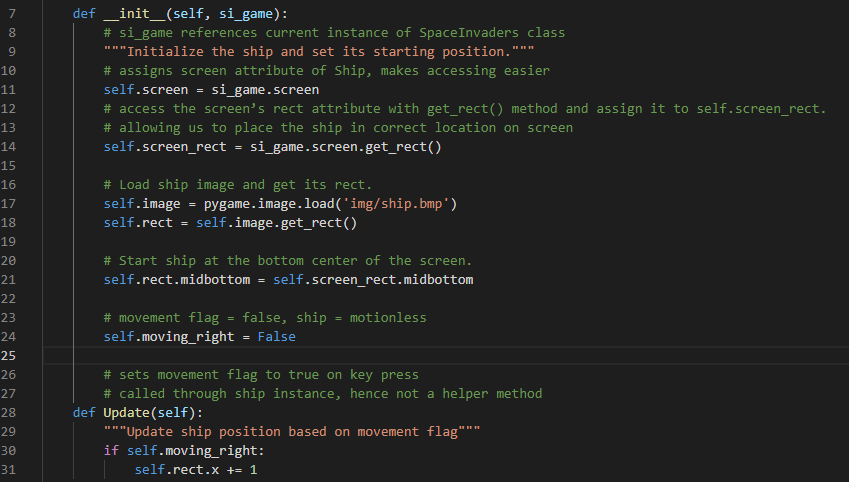 7 def __init__(self, si_game):
8 # si_game references current instance of SpaceInvaders class
9 """Initialize the ship and set its starting position."""
10 # assigns screen attribute of Ship, makes accessing easier
11 self.screen = si_game.screen
12 # access the screen’s rect attribute with get_rect() method and assign it to self.screen_rect.
13 # allowing us to place the ship in correct location on screen
14 self.screen_rect = si_game.screen.get_rect()
15
16 # Load ship image and get its rect.
17 self.image = pygame.image.load('img/ship.bmp')
18 self.rect = self.image.get_rect()
19
20 # Start ship at the bottom center of the screen.
21 self.rect.midbottom = self.screen_rect.midbottom
22
23 # movement flag = false, ship = motionless
24 self.moving_right = False
25
26 # sets movement flag to true on key press
27 # called through ship instance, hence not a helper method
28 def Update(self):
29 """Update ship position based on movement flag"""
30 if self.moving_right:
31 self.rect.x += 1